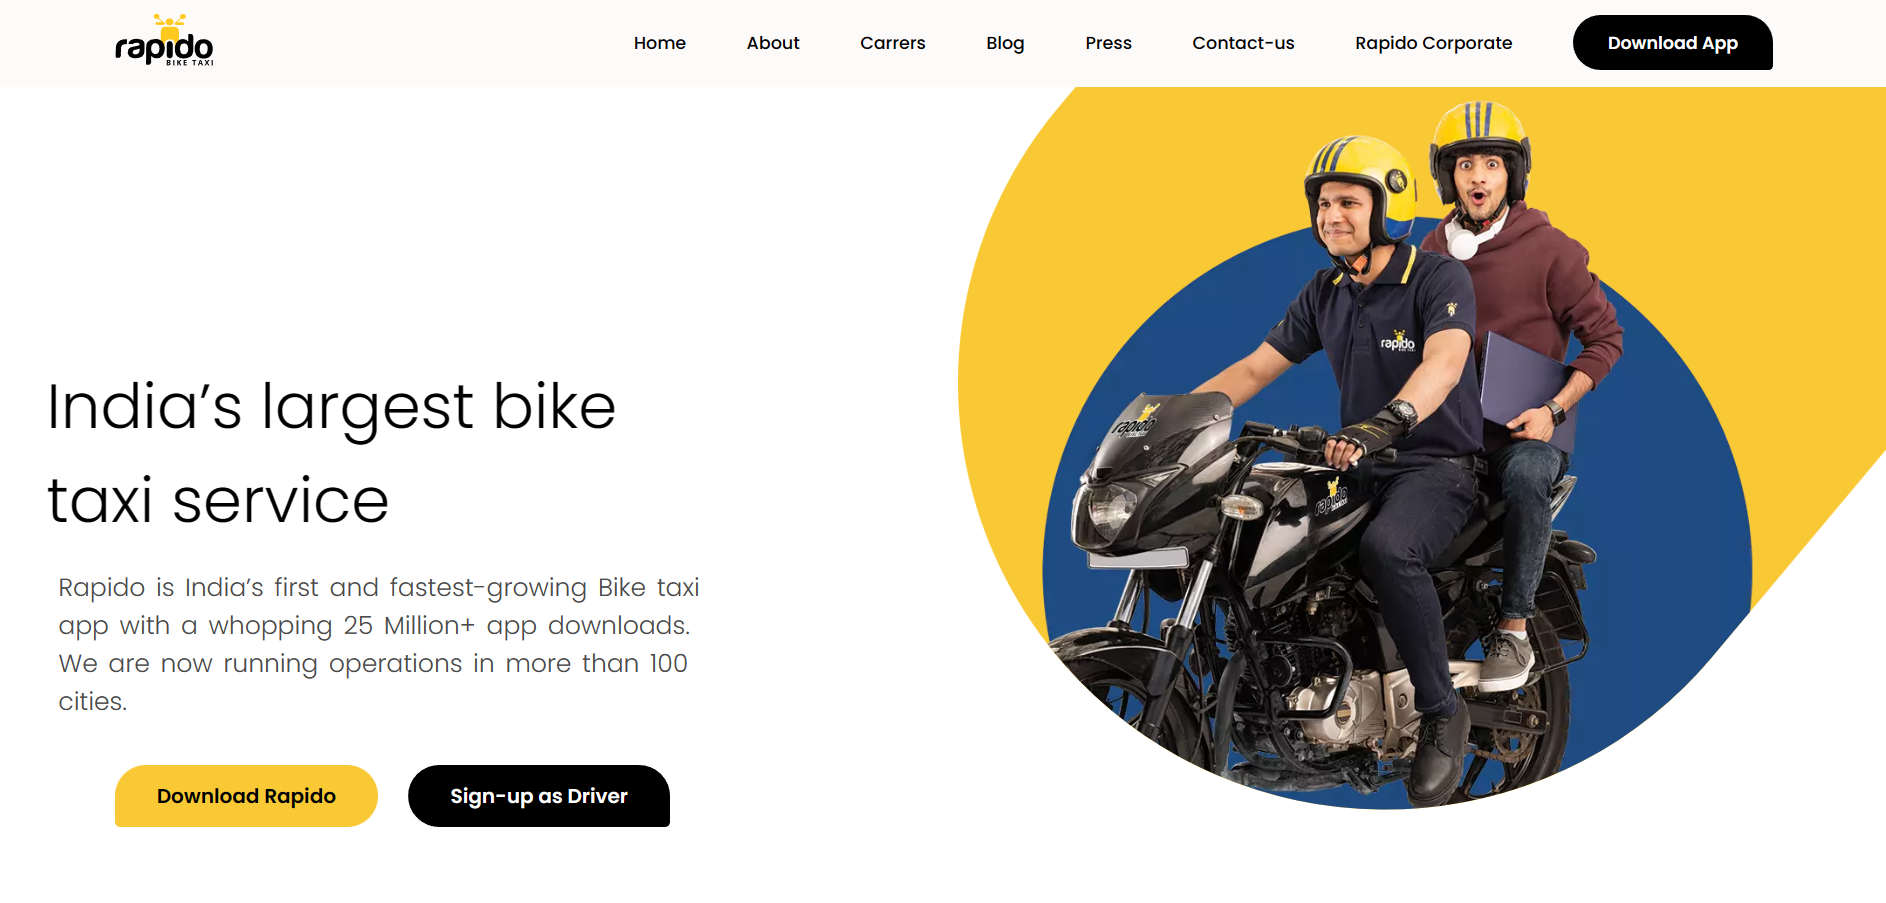 rapido
BIKE TAXI
Home
About
Carrers
Blog
Press
Contact-us
Rapido Corporate
Download App
India’s largest bike
taxi service
Rapido is India’s first and fastest-growing Bike taxi
app with a whopping 25 Million+ app downloads.
We are now running operations in more than 100
cities.
Download Rapido
Sign-up as Driver
rapido
BIKE TAXI
rapido
rapido